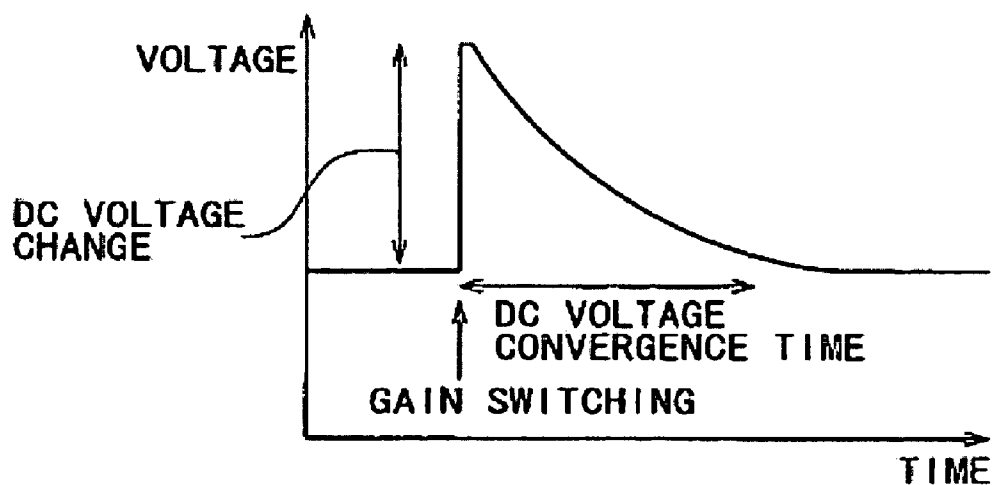 VOLTAGE
DC VOLTAGE
CHANGE
DC VOLTAGE
CONVERGENCE TIME
GAIN SWITCHING
TIME